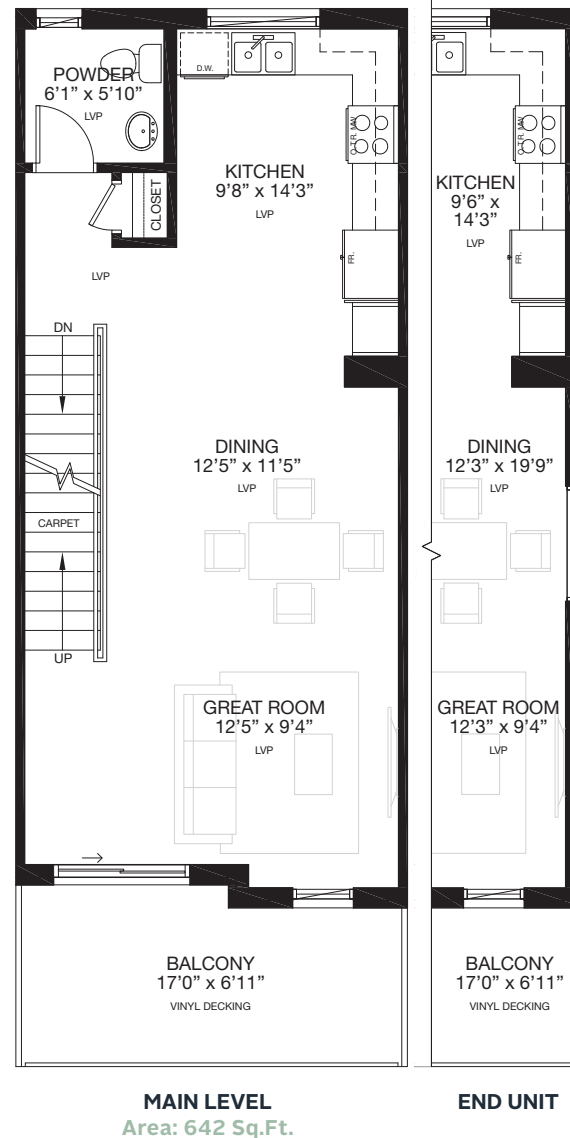 POWDER
6'1" x 5'10"
LVP
D.W.
KITCHEN
9'8" x 14'3"
LVP
O.T.R. MW
FR.
CLOSET
LVP
DN
CARPET
UP
DINING
12'5" x 11'5"
LVP
GREAT ROOM
12'5" x 9'4"
LVP
BALCONY
17'0" x 6'11"
VINYL DECKING
MAIN LEVEL
Area: 642 Sq.Ft.
O.T.R. MW
KITCHEN
9'6" x
14'3"
LVP
FR.
DINING
12'3" x 19'9"
LVP
GREAT ROOM
12'3" x 9'4"
LVP
BALCONY
17'0" x 6'11"
VINYL DECKING
END UNIT